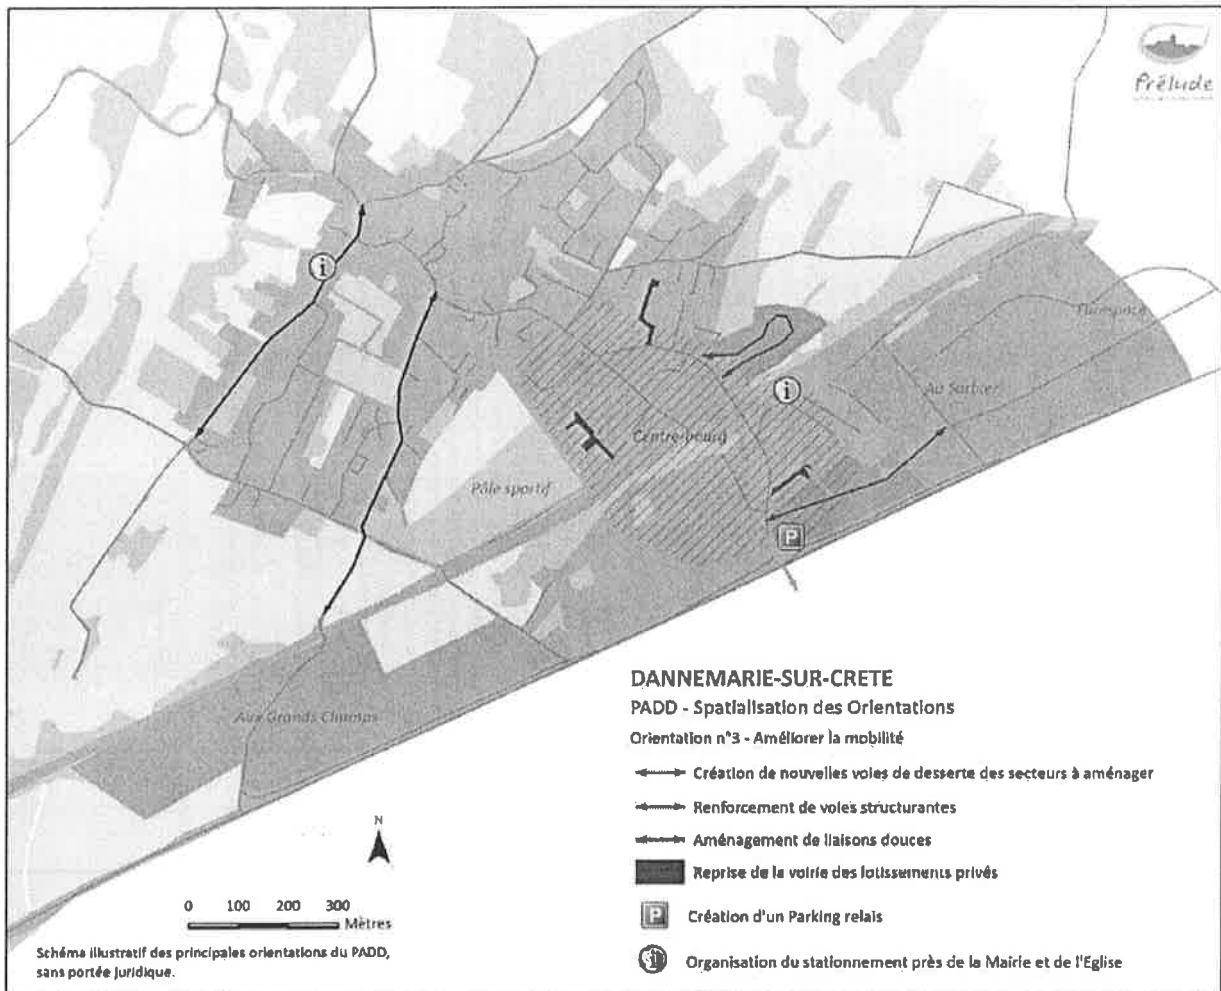 Prélude
Au Sorbier
Centre-bourg
Pôle sportif
P
Aux Grands Champs
DANNEMARIE-SUR-CRETE
PADD - Spatialisation des Orientations
Orientation n°3 - Améliorer la mobilité
Création de nouvelles voies de desserte des secteurs à aménager
Renforcement de voies structurantes
Aménagement de liaisons douces
Reprise de la voirie des lotissements privés
P Création d'un Parking relais
i Organisation du stationnement près de la Mairie et de l'Eglise
N
0 100 200 300
Mètres
Schéma illustratif des principales orientations du PADD,
sans portée juridique.